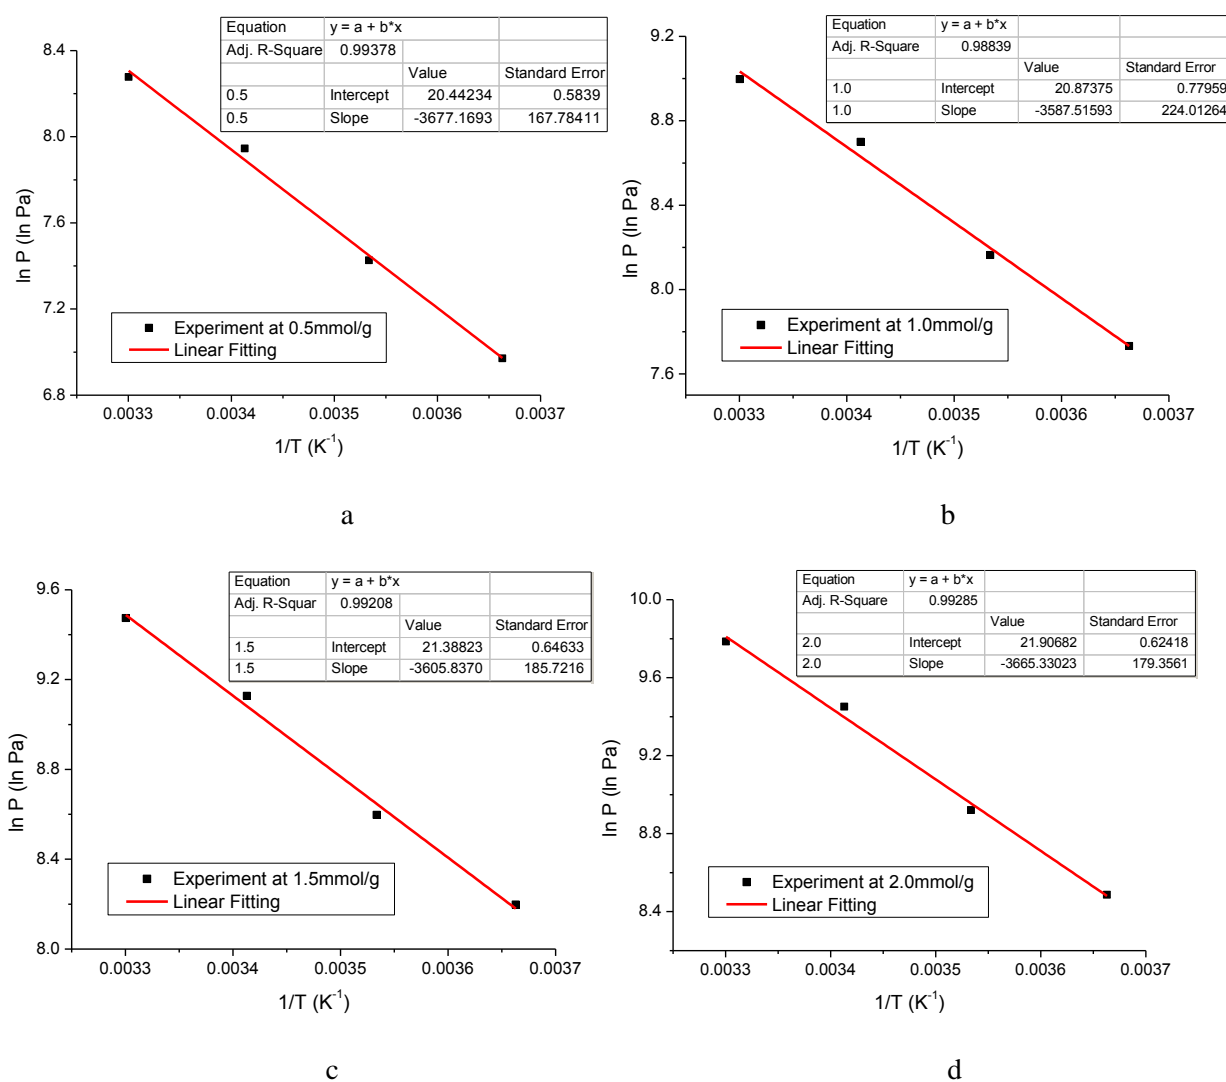 Equation y = a + b*x
Adj. R-Square 0.99378
Value Standard Error
0.5 Intercept 20.44234 0.5839
0.5 Slope -3677.1693 167.78411
8.4
8.0
7.6
7.2
6.8
ln P (ln Pa)
Experiment at 0.5mmol/g
Linear Fitting
0.0033 0.0034 0.0035 0.0036 0.0037
1/T (K⁻¹)
a
Equation y = a + b*x
Adj. R-Square 0.98839
Value Standard Error
1.0 Intercept 20.87375 0.77959
1.0 Slope -3587.51593 224.01264
9.2
8.8
8.4
8.0
7.6
ln P (ln Pa)
Experiment at 1.0mmol/g
Linear Fitting
0.0033 0.0034 0.0035 0.0036 0.0037
1/T (K⁻¹)
b
Equation y = a + b*x
Adj. R-Squar 0.99208
Value Standard Error
1.5 Intercept 21.38823 0.64633
1.5 Slope -3605.8370 185.7216
9.6
9.2
8.8
8.4
8.0
ln P (ln Pa)
Experiment at 1.5mmol/g
Linear Fitting
0.0033 0.0034 0.0035 0.0036 0.0037
1/T (K⁻¹)
c
Equation y = a + b*x
Adj. R-Square 0.99285
Value Standard Error
2.0 Intercept 21.90682 0.62418
2.0 Slope -3665.33023 179.3561
10.0
9.6
9.2
8.8
8.4
ln P (ln Pa)
Experiment at 2.0mmol/g
Linear Fitting
0.0033 0.0034 0.0035 0.0036 0.0037
1/T (K⁻¹)
d